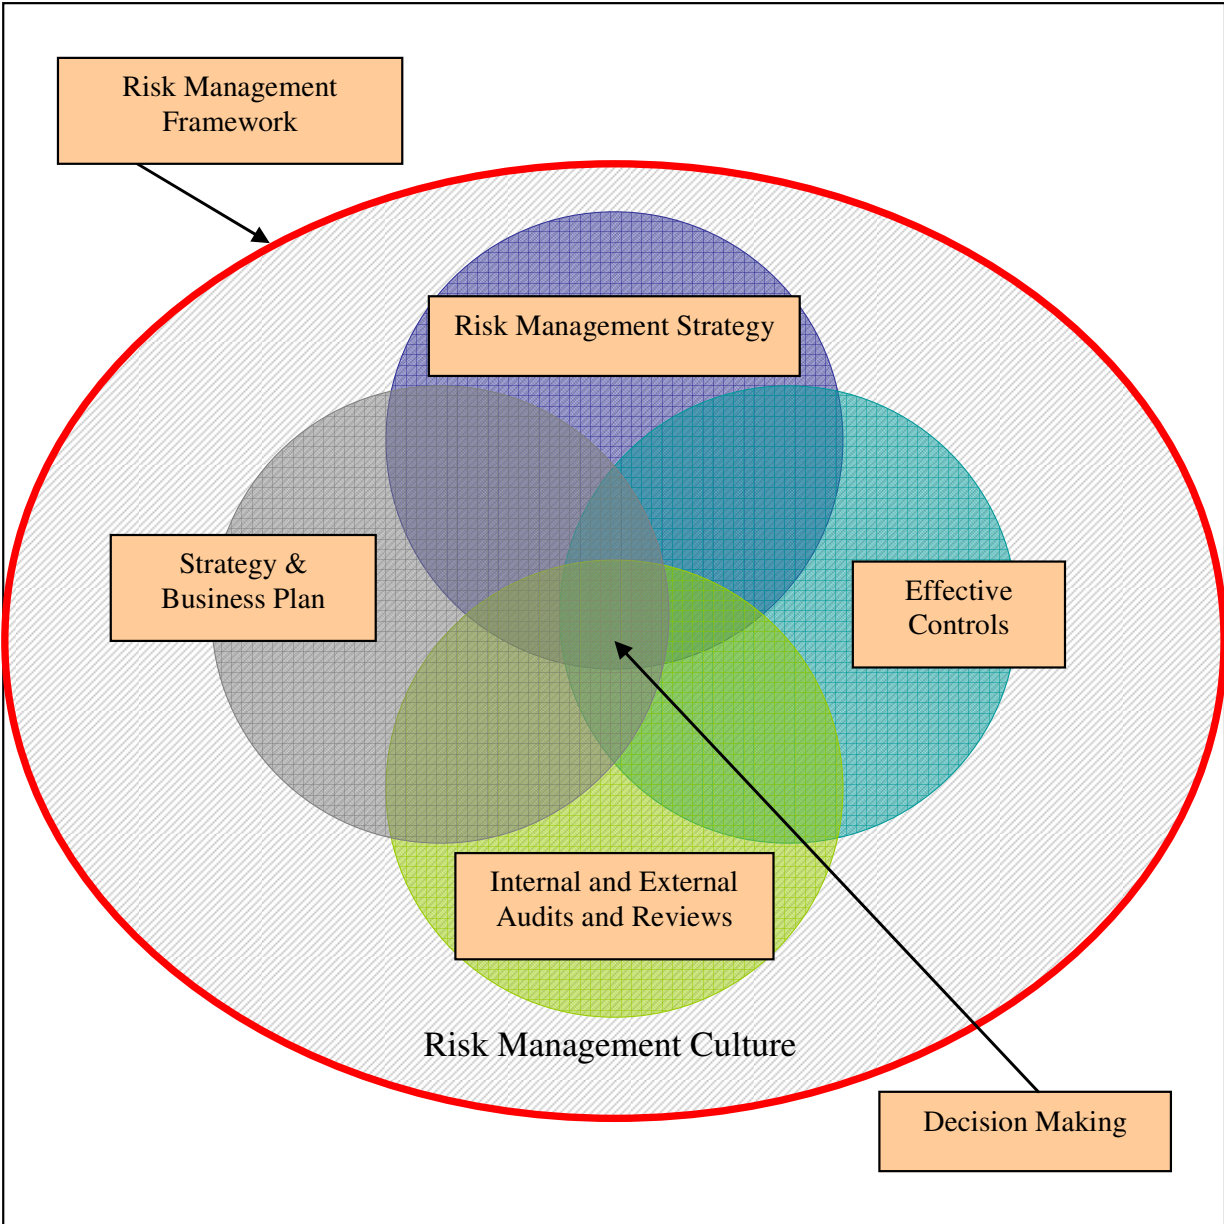 Risk Management
Framework
Risk Management Strategy
Strategy &
Business Plan
Effective
Controls
Internal and External
Audits and Reviews
Risk Management Culture
Decision Making